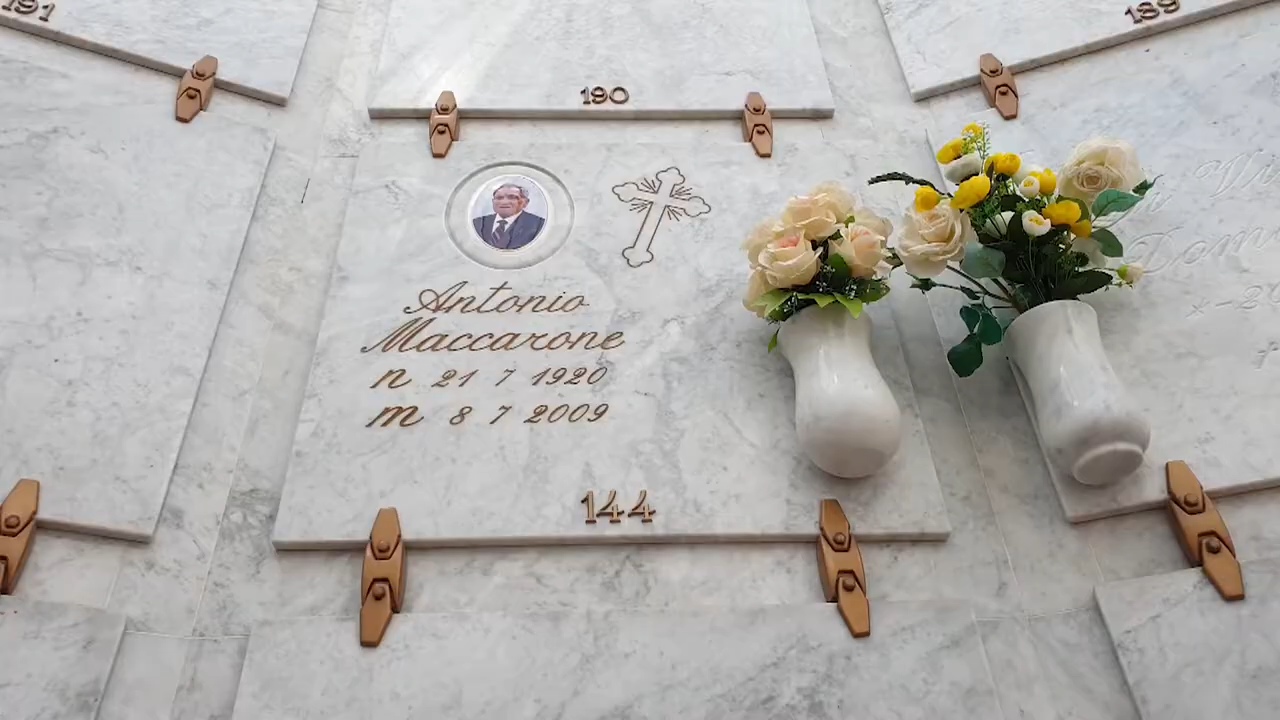 191
190
189
Antonio
Maccarone
n 21 7 1920
m 8 7 2009
144